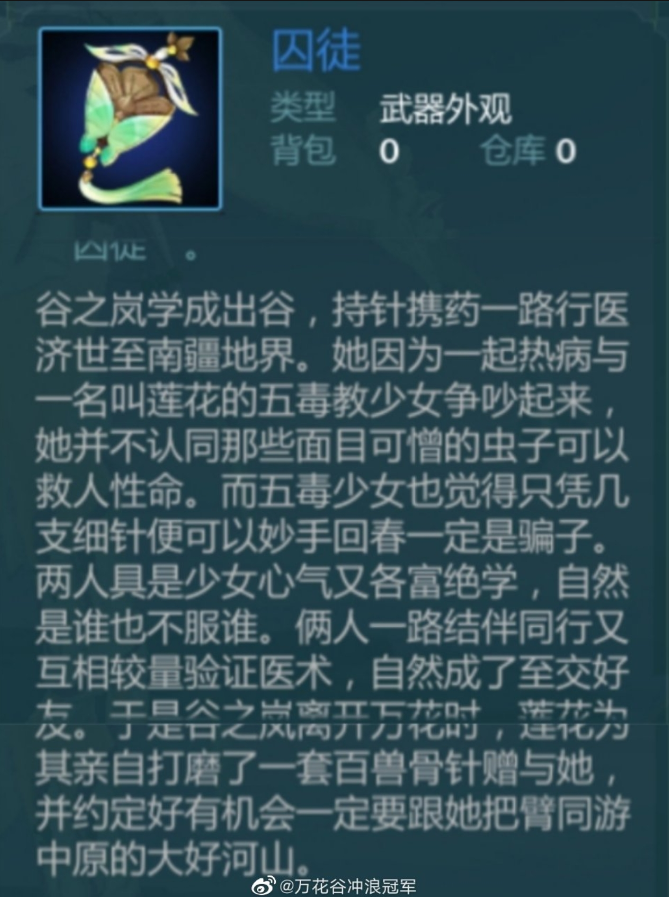 囚徒
类型 武器外观
背包 0 仓库 0
囚徒 。
谷之岚学成出谷，持针携药一路行医
济世至南疆地界。她因为一起热病与
一名叫莲花的五毒教少女争吵起来，
她并不认同那些面目可憎的虫子可以
救人性命。而五毒少女也觉得只凭几
支细针便可以妙手回春一定是骗子。
两人具是少女心气又各富绝学，自然
是谁也不服谁。俩人一路结伴同行又
互相较量验证医术，自然成了至交好
友。于是谷之岚离开万花时，莲花为
其亲自打磨了一套百兽骨针赠与她，
并约定好有机会一定要跟她把臂同游
中原的大好河山。
@万花谷冲浪冠军